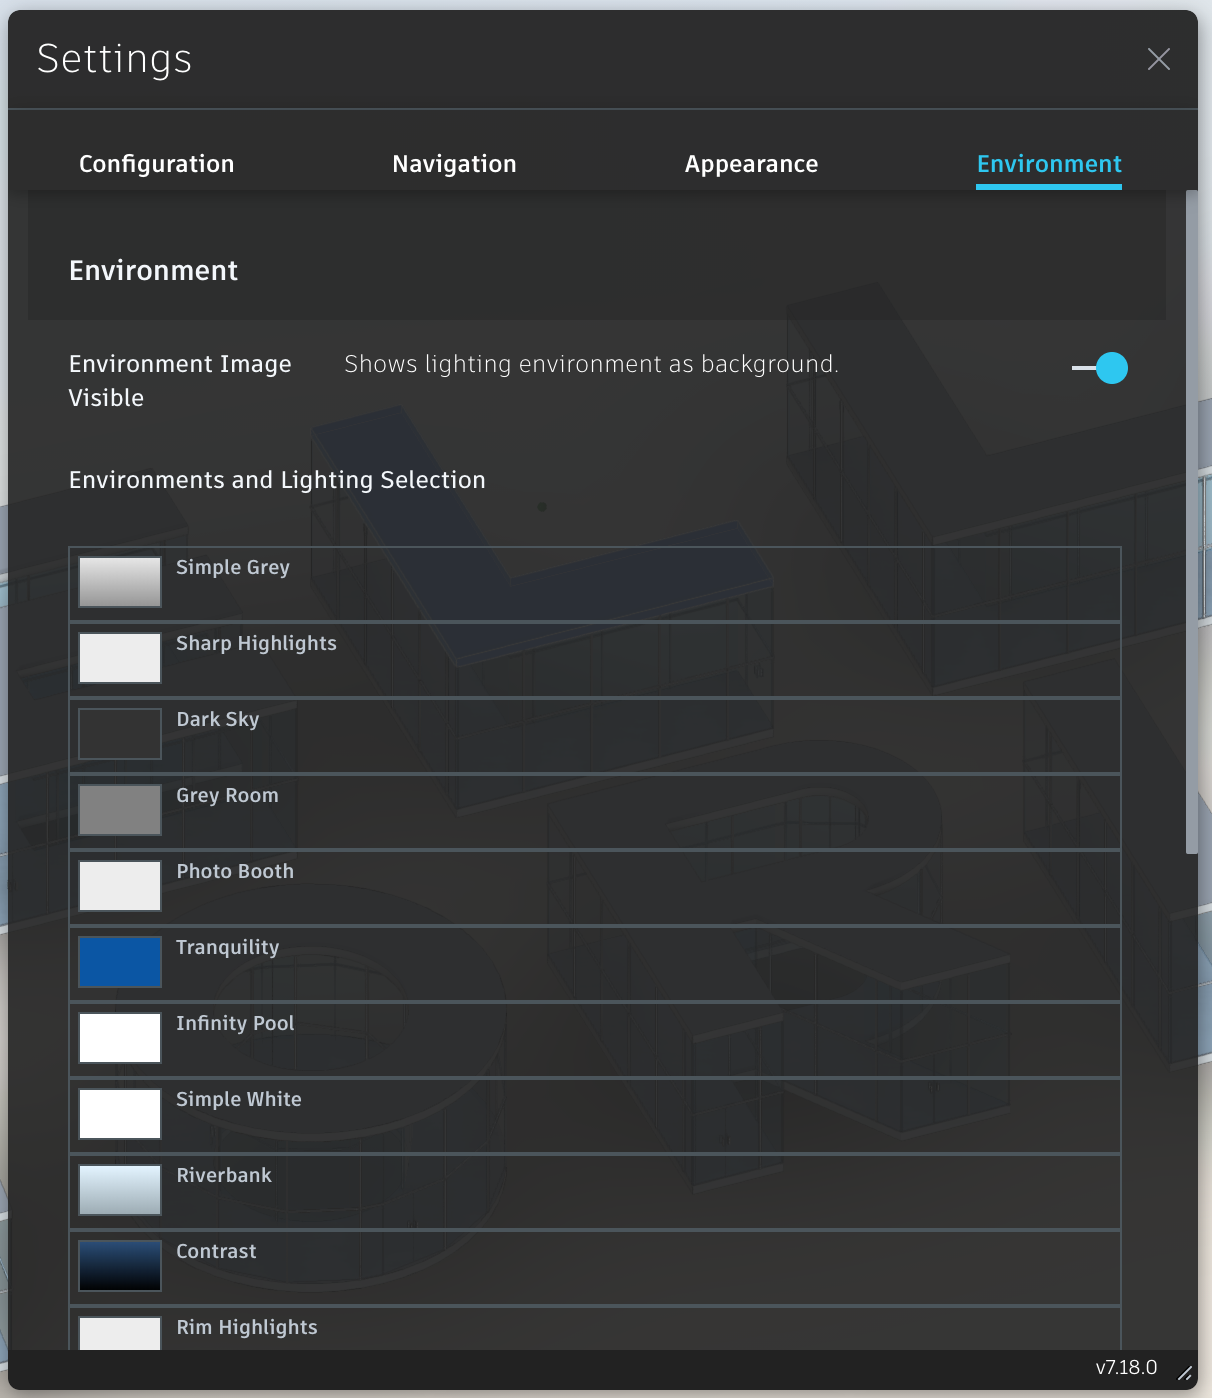 Settings
Configuration
Navigation
Appearance
Environment
Environment
Environment Image
Visible
Shows lighting environment as background.
Environments and Lighting Selection
Simple Grey
Sharp Highlights
Dark Sky
Grey Room
Photo Booth
Tranquility
Infinity Pool
Simple White
Riverbank
Contrast
Rim Highlights
v7.18.0